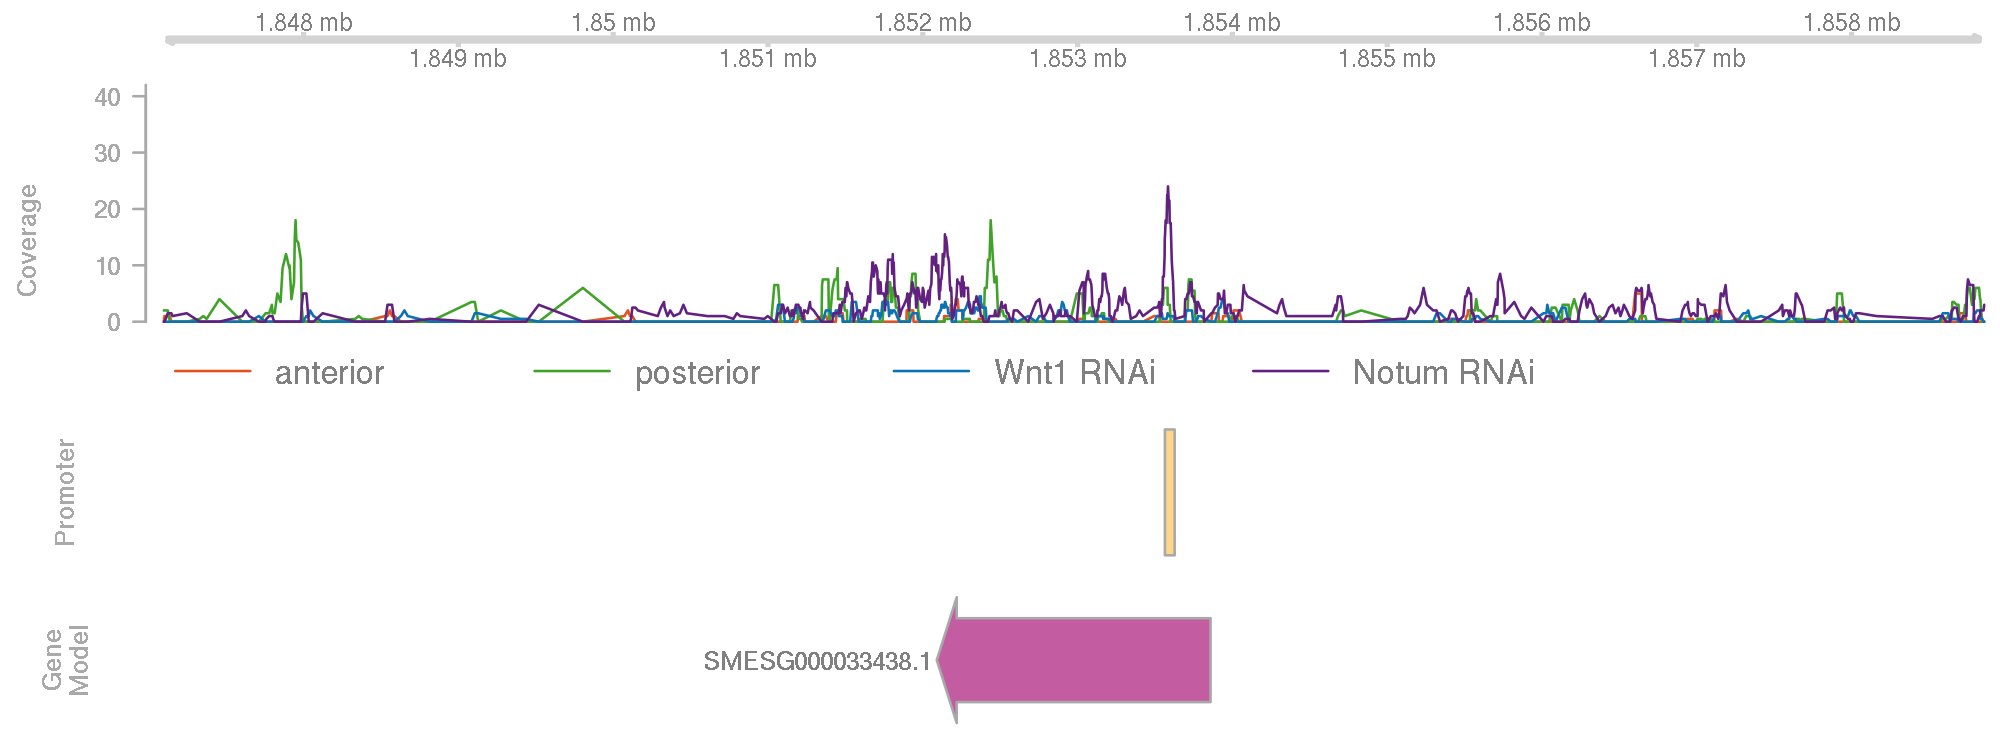 1.848 mb 1.85 mb 1.852 mb 1.854 mb 1.856 mb 1.858 mb
1.849 mb 1.851 mb 1.853 mb 1.855 mb 1.857 mb
Coverage
40
30
20
10
0
anterior posterior Wnt1 RNAi Notum RNAi
Promoter
Gene
Model
SMESG000033438.1